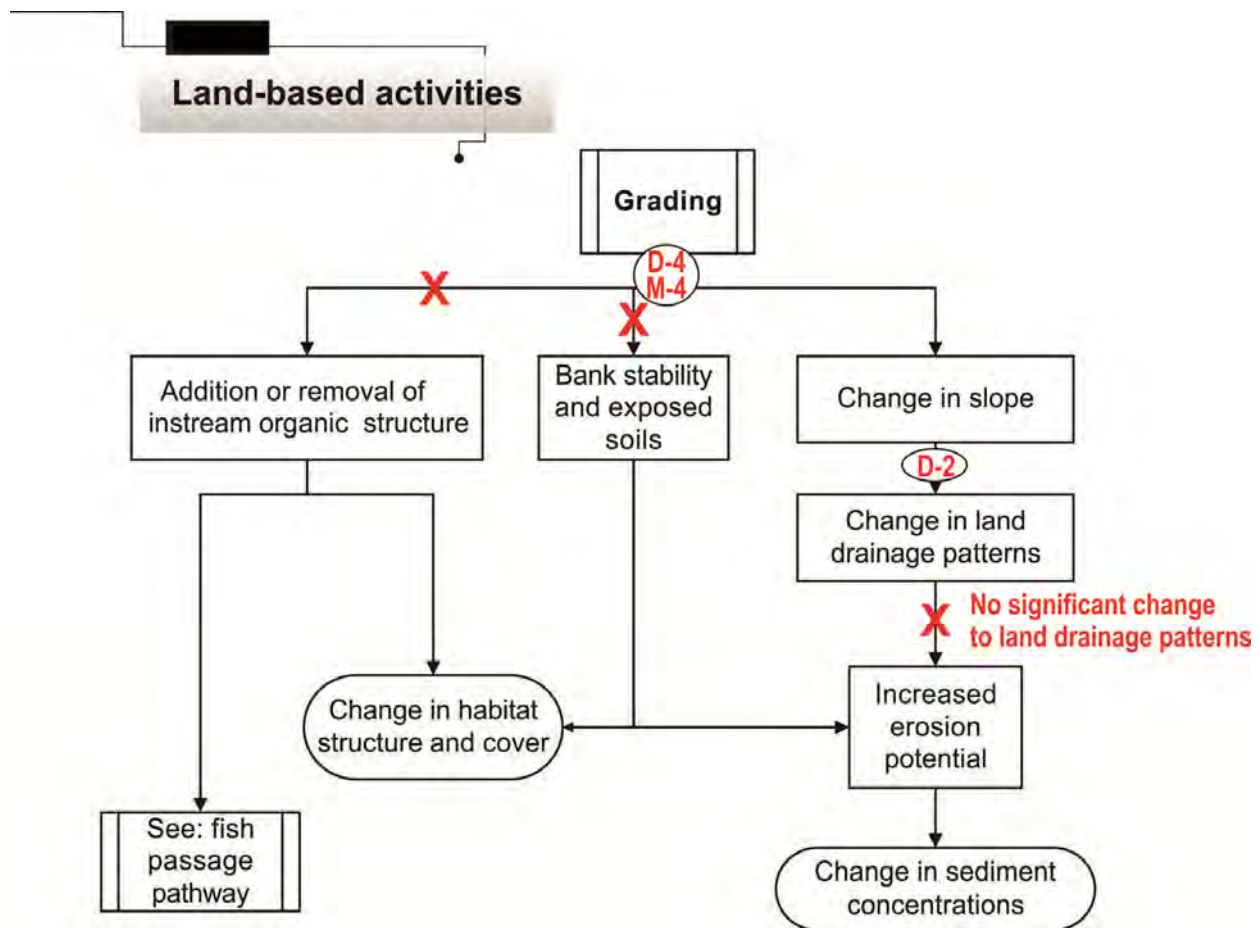 Land-based activities
Grading
D-4
M-4
X
X
Addition or removal of
instream organic structure
Bank stability
and exposed
soils
Change in slope
D-2
Change in land
drainage patterns
X
No significant change
to land drainage patterns
Change in habitat
structure and cover
Increased
erosion
potential
See: fish
passage
pathway
Change in sediment
concentrations